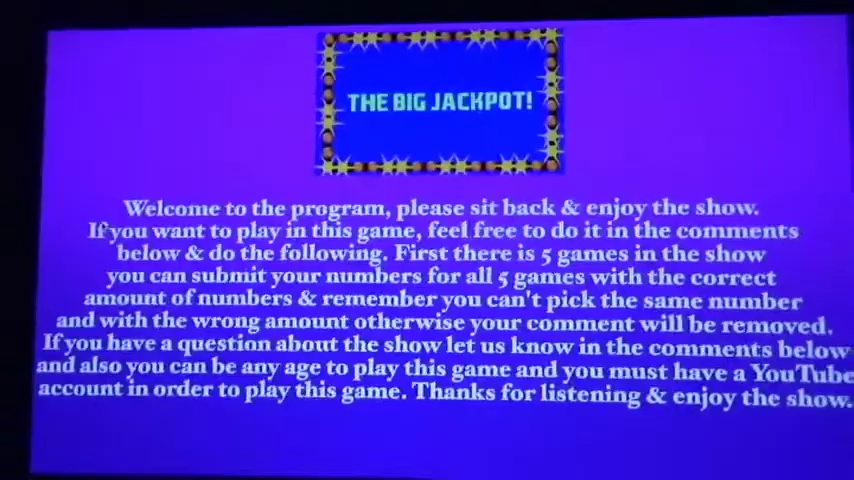 THE BIG JACKPOT!
Welcome to the program, please sit back & enjoy the show.
If you want to play in this game, feel free to do it in the comments
below & do the following. First there is 5 games in the show
you can submit your numbers for all 5 games with the correct
amount of numbers & remember you can't pick the same number
and with the wrong amount otherwise your comment will be removed.
If you have a question about the show let us know in the comments below
and also you can be any age to play this game and you must have a YouTube
account in order to play this game. Thanks for listening & enjoy the show.